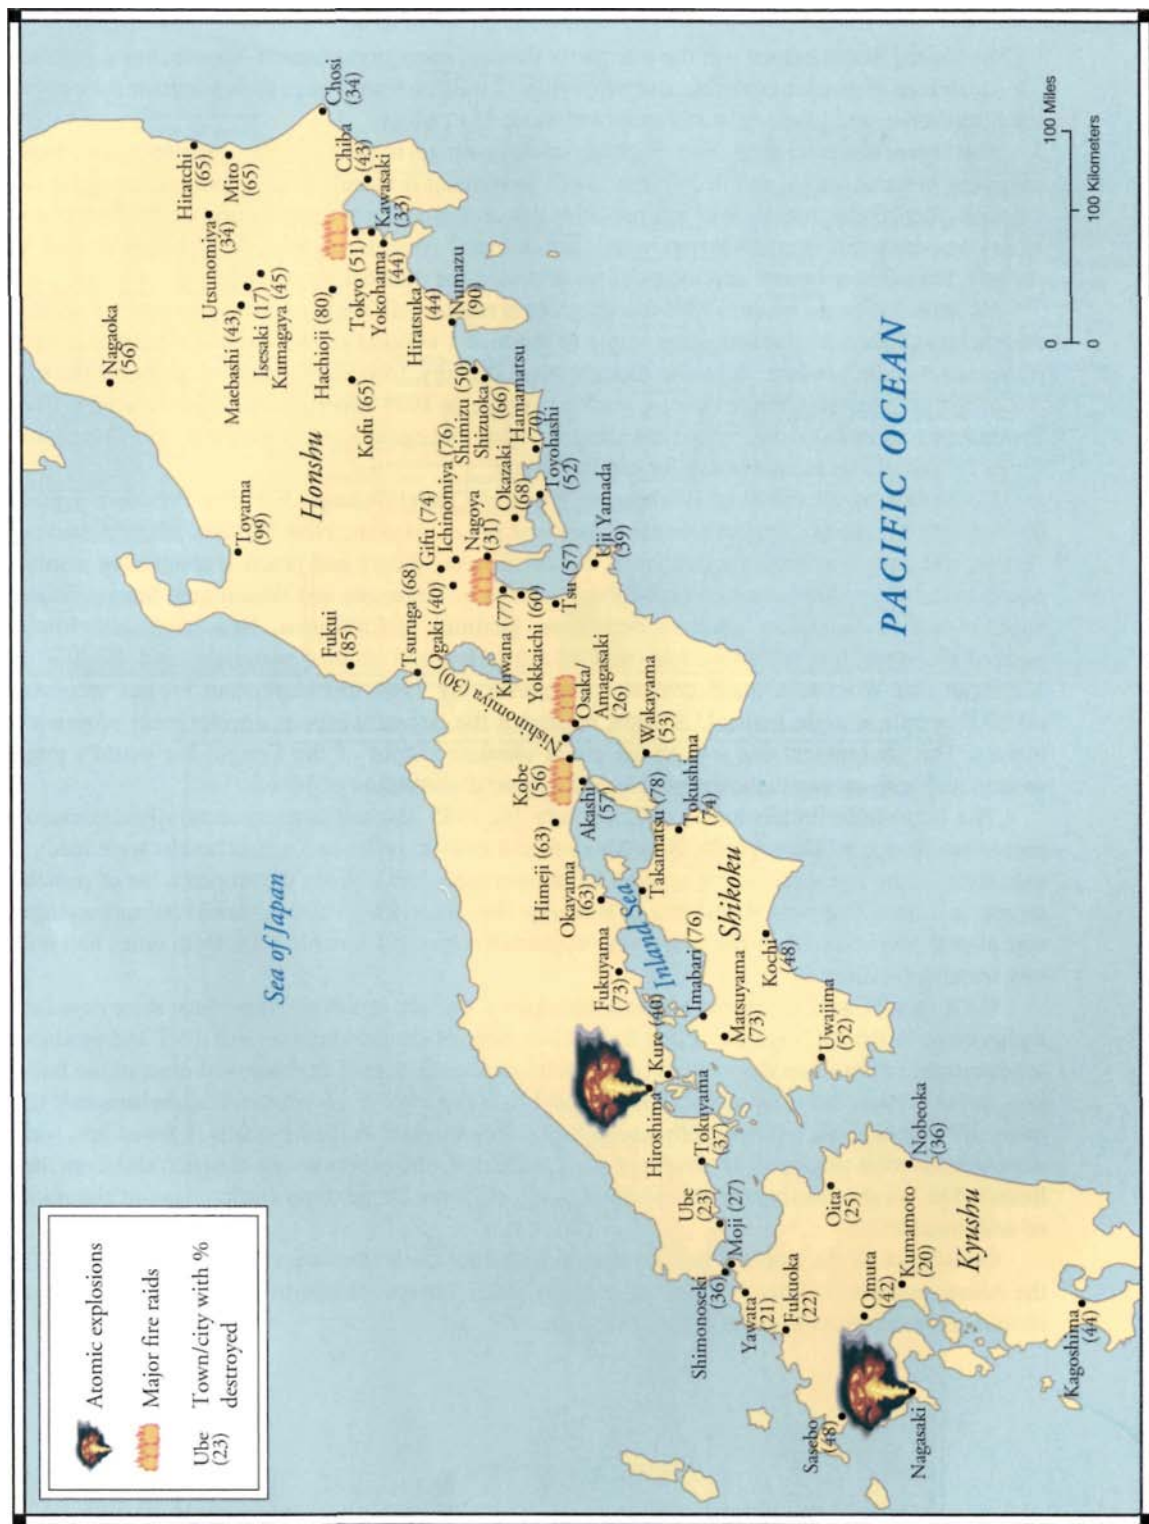 Atomic explosions
Major fire raids
Ube
(23)
Town/city with %
destroyed
Sea of Japan
PACIFIC OCEAN
Honshu
Shikoku
Kyushu
Inland Sea
Nagaoka
(56)
Hitatchi
(65)
Mito
(65)
Utsunomiya
(34)
Maebashi (43)
Isesaki (17)
Kumagaya (45)
Chosi
(34)
Chiba
(43)
Kawasaki
(33)
Tokyo (51)
Yokohama
(44)
Hachioji (80)
Hiratsuka
(44)
Numazu
(90)
Kofu (65)
Shimizu (50)
Shizuoka
(66)
Hamamatsu
(70)
Toyohashi
(52)
Okazaki
(68)
Toyama
(99)
Fukui
(85)
Tsuruga (68)
Ogaki (40)
Gifu (74)
Ichinomiya (76)
Nagoya
(31)
Kuwana (77)
Yokkaichi (60)
Tsu (57)
Uji Yamada
(39)
Nishinomiya (30)
Osaka/
Amagasaki
(26)
Wakayama
(53)
Kobe
(56)
Akashi
(57)
Himeji (63)
Okayama
(63)
Takamatsu (78)
Tokushima
(74)
Fukuyama
(73)
Imabari (76)
Matsuyama
(73)
Kochi
(48)
Uwajima
(52)
Kure (40)
Hiroshima
Tokuyama
(37)
Ube
(23)
Moji (27)
Shimonoseki
(36)
Yawata
(21)
Fukuoka
(22)
Oita
(25)
Nobeoka
(36)
Omuta
(42)
Kumamoto
(20)
Sasebo
(48)
Nagasaki
Kagoshima
(44)
0 100 Miles
0 100 Kilometers